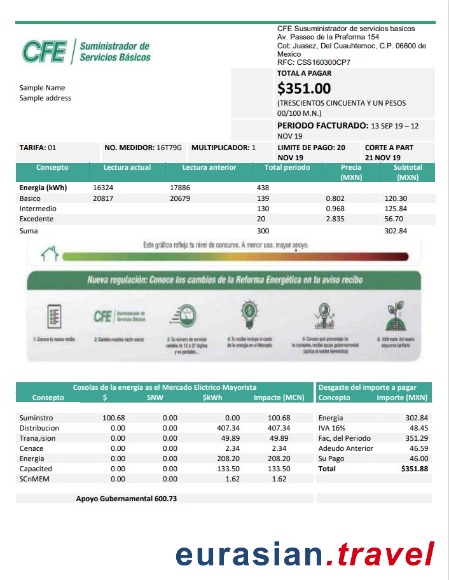 CFE Suministrador de
Servicios Básicos
CFE Susuministrador de servicios basicos
Av. Passeo de la Praforma 154
Cot: Juasez, Del Cuauhtemoc, C.P. 06600 de
Mexico
RFC: CSS160300CP7
Sample Name
Sample address
TOTAL A PAGAR
$351.00
(TRESCIENTOS CINCUENTA Y UN PESOS
00/100 M.N.)
PERIODO FACTURADO: 13 SEP 19 – 12
NOV 19
TARIFA: 01 NO. MEDIDOR: 16T79G MULTIPLICADOR: 1 LIMITE DE PAGO: 20
NOV 19 CORTE A PART
21 NOV 19
Concepto Lectura actual Lectura anterior Total periodo Precia
(MXN) Subtotal
(MXN)
Energia (kWh) 16324 17886 438
Basico 20817 20679 139 0.802 120.30
Intermedio 130 0.968 125.84
Excedente 20 2.835 56.70
Suma 300 302.84
Este gráfico refleja tu nivel de consumo. A menor uso, mayor apoyo.
Nueva regulación: Conoce los cambios de la Reforma Energética en tu aviso recibo
CFE Suministrador de
Servicios Básicos
1. Conoce tu nuevo recibo
2. Cambia nuestra razón social
Cosolas de la energia as el Mercado Elictrico Mayorista
Consepto $ SNW $kWh Impacte (MCN)
Suminstro 100.68 0.00 0.00 100.68
Distribucion 0.00 0.00 407.34 407.34
Trana,ision 0.00 0.00 49.89 49.89
Cenace 0.00 0.00 2.34 2.34
Energia 0.00 0.00 208.20 208.20
Capacited 0.00 0.00 133.50 133.50
SCnMEM 0.00 0.00 1.62 1.62
Apoyo Gubernamental 600.73
Desgaste del importe a pagar
Concepto Importe (MXN)
Energia 302.84
IVA 16% 48.45
Fac, del Periodo 351.29
Adeudo Anterior 46.59
Su Pago 46.00
Total $351.88
eurasian.travel